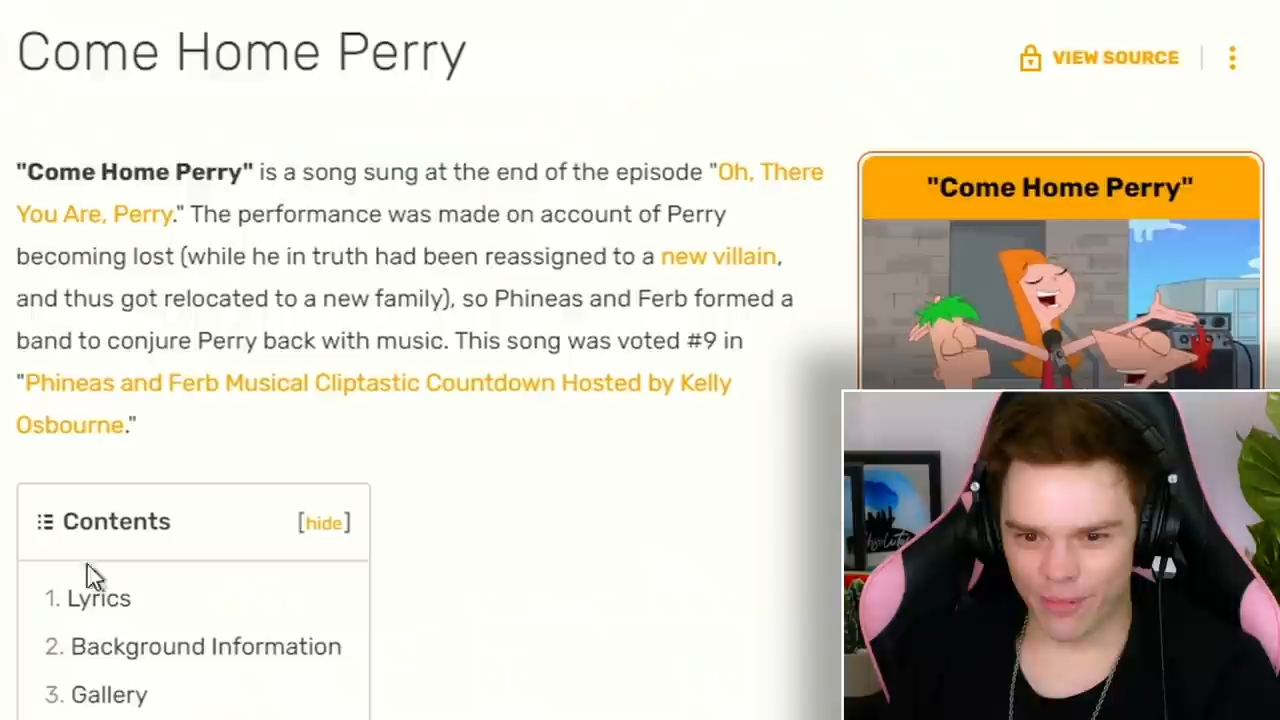 Come Home Perry
VIEW SOURCE
"Come Home Perry" is a song sung at the end of the episode "Oh, There
You Are, Perry." The performance was made on account of Perry
becoming lost (while he in truth had been reassigned to a new villain,
and thus got relocated to a new family), so Phineas and Ferb formed a
band to conjure Perry back with music. This song was voted #9 in
"Phineas and Ferb Musical Cliptastic Countdown Hosted by Kelly
Osbourne."
"Come Home Perry"
Contents [hide]
1. Lyrics
2. Background Information
3. Gallery